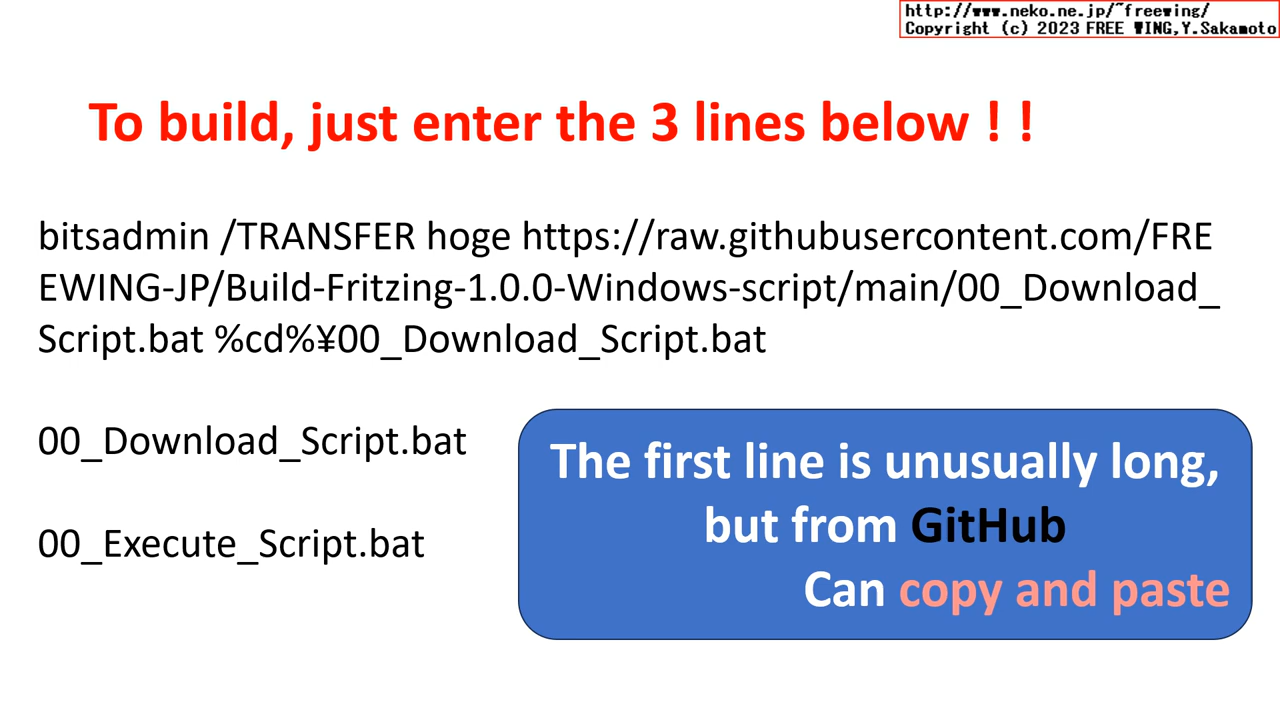 http://www.neko.ne.jp/~freewing/
Copyright (c) 2023 FREE WING,Y.Sakamoto
To build, just enter the 3 lines below ! !
bitsadmin /TRANSFER hoge https://raw.githubusercontent.com/FRE
EWING-JP/Build-Fritzing-1.0.0-Windows-script/main/00_Download_
Script.bat %cd%¥00_Download_Script.bat
00_Download_Script.bat
00_Execute_Script.bat
The first line is unusually long,
but from GitHub
Can copy and paste